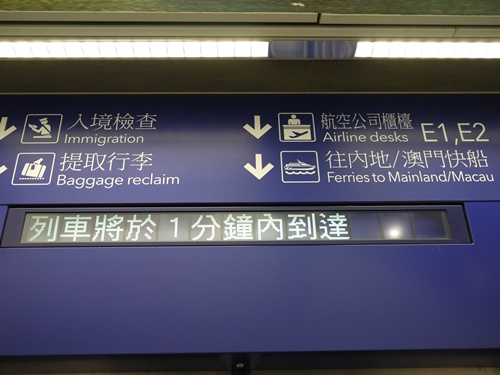 入境檢查
Immigration
提取行李
Baggage reclaim
航空公司櫃檯
Airline desks E1,E2
往內地/澳門快船
Ferries to Mainland/Macau
列車將於 1 分鐘內到達